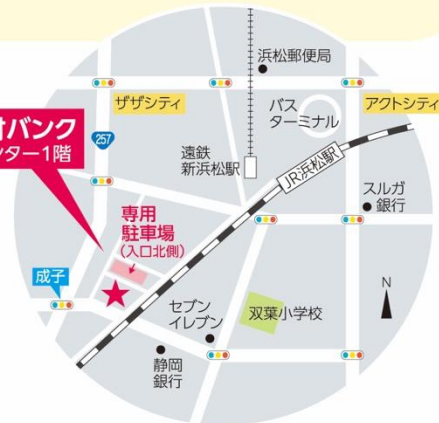 浜松郵便局
ザザシティ
バス
ターミナル
アクトシティ
バンク
ンター1階
257
遠鉄
新浜松駅
JR浜松駅
スルガ
銀行
専用
駐車場
(入口北側)
成子
セブン
イレブン
双葉小学校
N
静岡
銀行